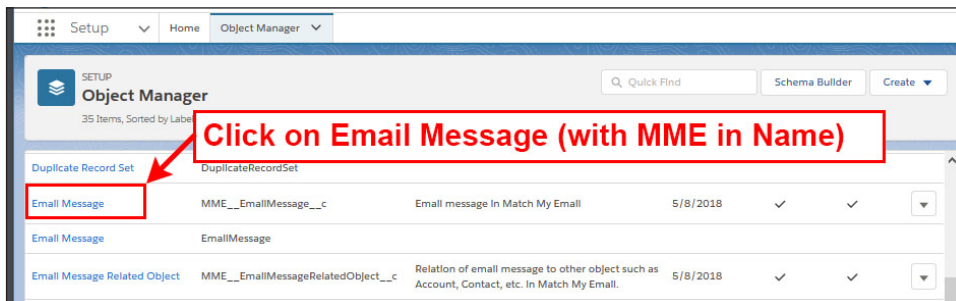 Setup
Home
Object Manager
SETUP
Object Manager
35 Items, Sorted by Label
Quick Find
Schema Builder
Create
Click on Email Message (with MME in Name)
Duplicate Record Set DuplicateRecordSet
Email Message MME__EmailMessage__c Email message In Match My Email 5/8/2018
Email Message EmailMessage
Email Message Related Object MME__EmailMessageRelatedObject__c Relation of email message to other object such as 5/8/2018
Account, Contact, etc. In Match My Email.